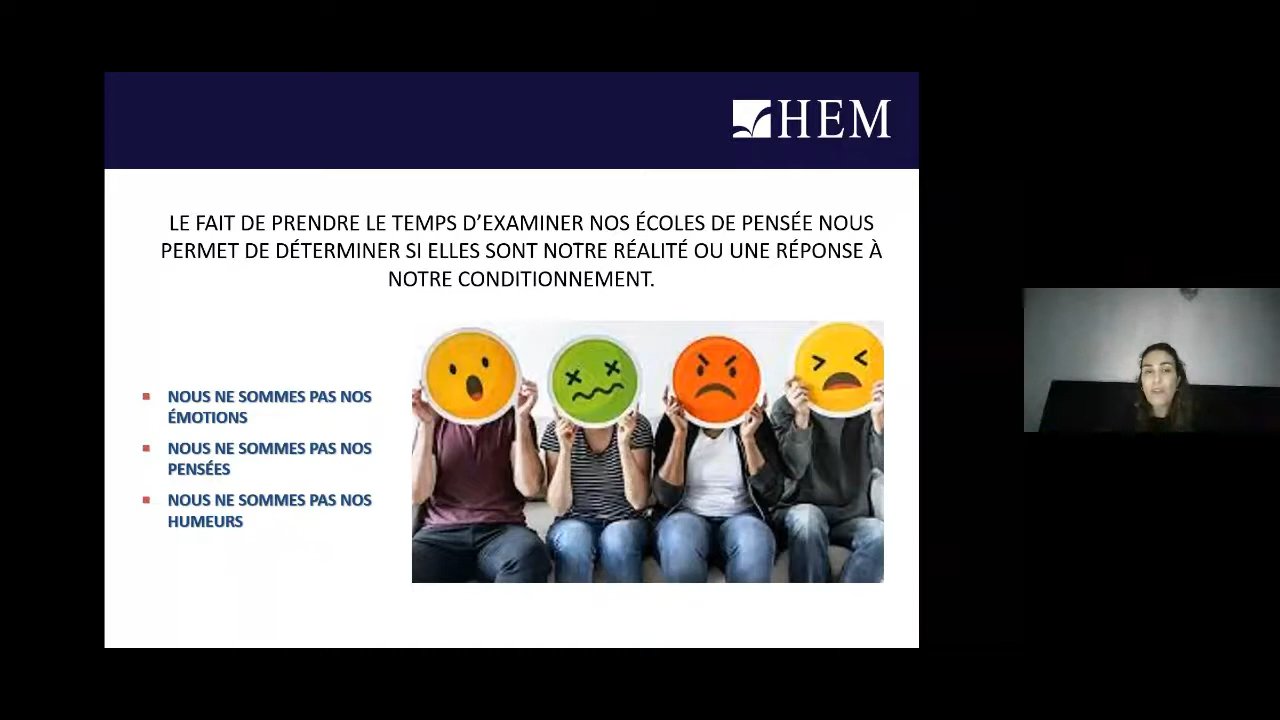 HEM
LE FAIT DE PRENDRE LE TEMPS D’EXAMINER NOS ÉCOLES DE PENSÉE NOUS
PERMET DE DÉTERMINER SI ELLES SONT NOTRE RÉALITÉ OU UNE RÉPONSE À
NOTRE CONDITIONNEMENT.
NOUS NE SOMMES PAS NOS
ÉMOTIONS
NOUS NE SOMMES PAS NOS
PENSÉES
NOUS NE SOMMES PAS NOS
HUMEURS